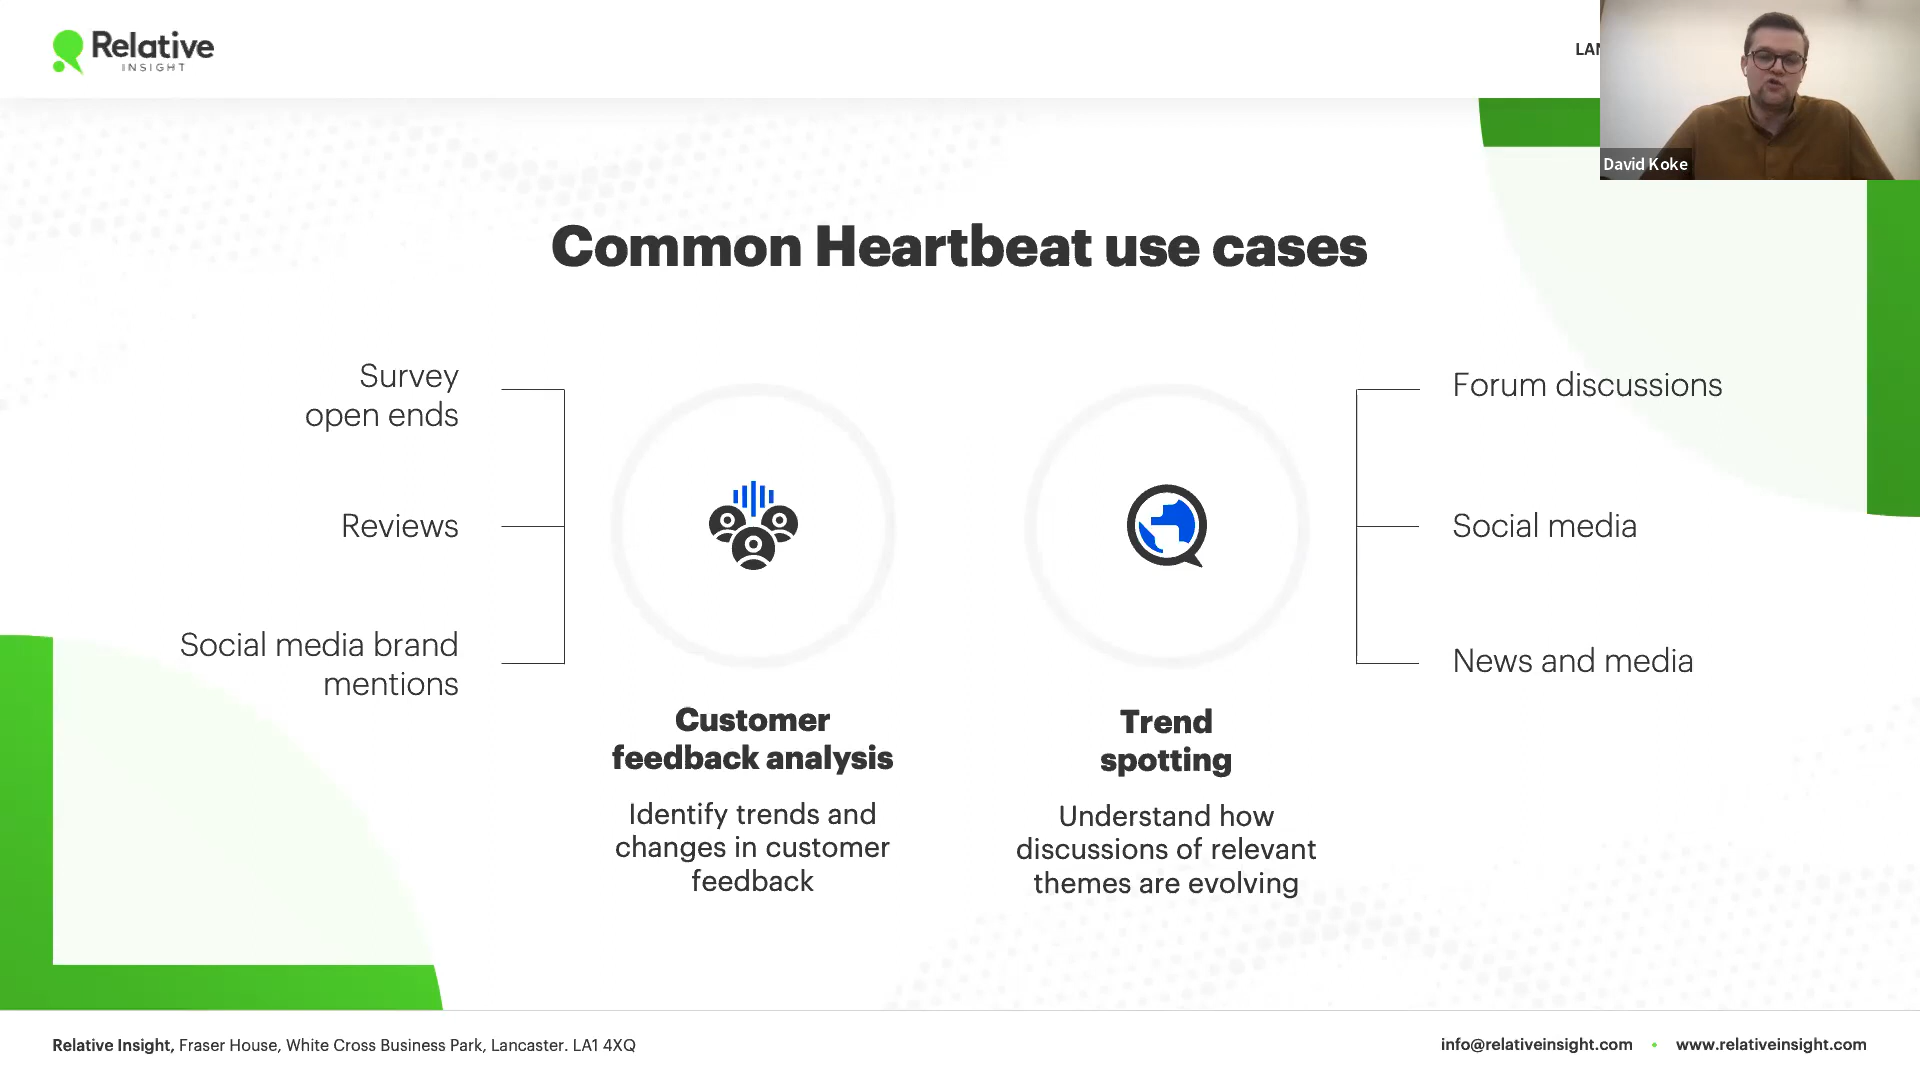 Relative
INSIGHT
David Koke
Common Heartbeat use cases
Survey
open ends
Reviews
Social media brand
mentions
Customer
feedback analysis
Identify trends and
changes in customer
feedback
Trend
spotting
Understand how
discussions of relevant
themes are evolving
Forum discussions
Social media
News and media
Relative Insight, Fraser House, White Cross Business Park, Lancaster. LA1 4XQ
info@relativeinsight.com • www.relativeinsight.com